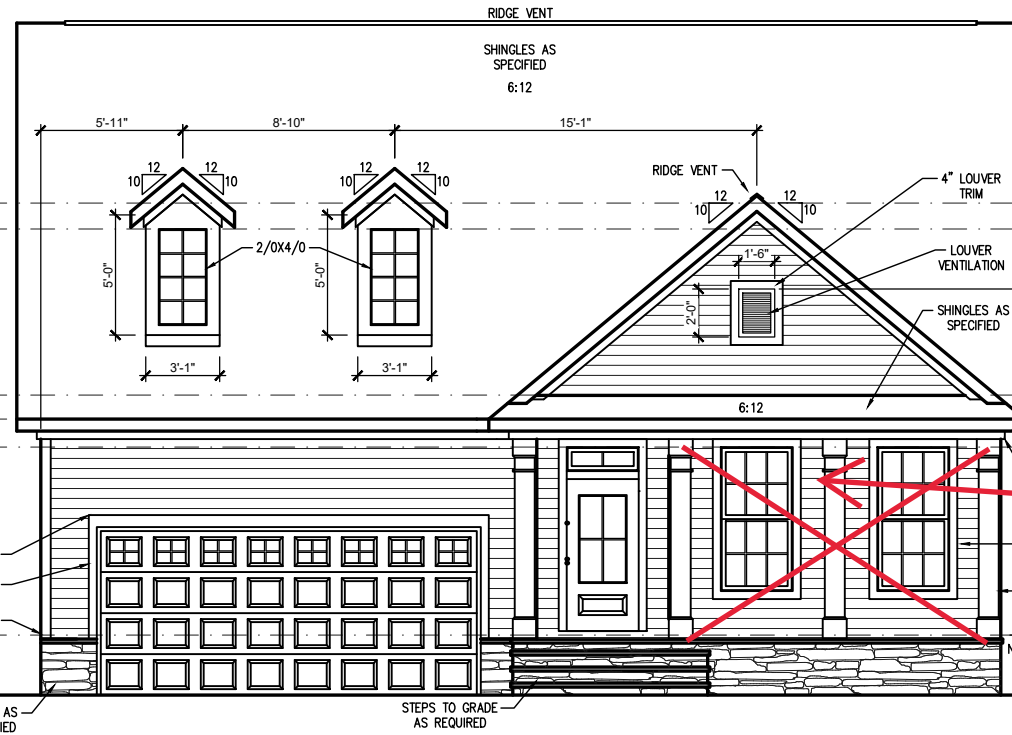 RIDGE VENT
SHINGLES AS
SPECIFIED
6:12
5'-11"
8'-10"
15'-1"
12
12
10
10
12
12
10
10
RIDGE VENT
12
12
10
10
4" LOUVER
TRIM
2/0X4/0
5'-0"
5'-0"
1'-6"
LOUVER
VENTILATION
2'-0"
SHINGLES AS
SPECIFIED
3'-1"
3'-1"
6:12
N
STEPS TO GRADE
AS REQUIRED
AS
IED